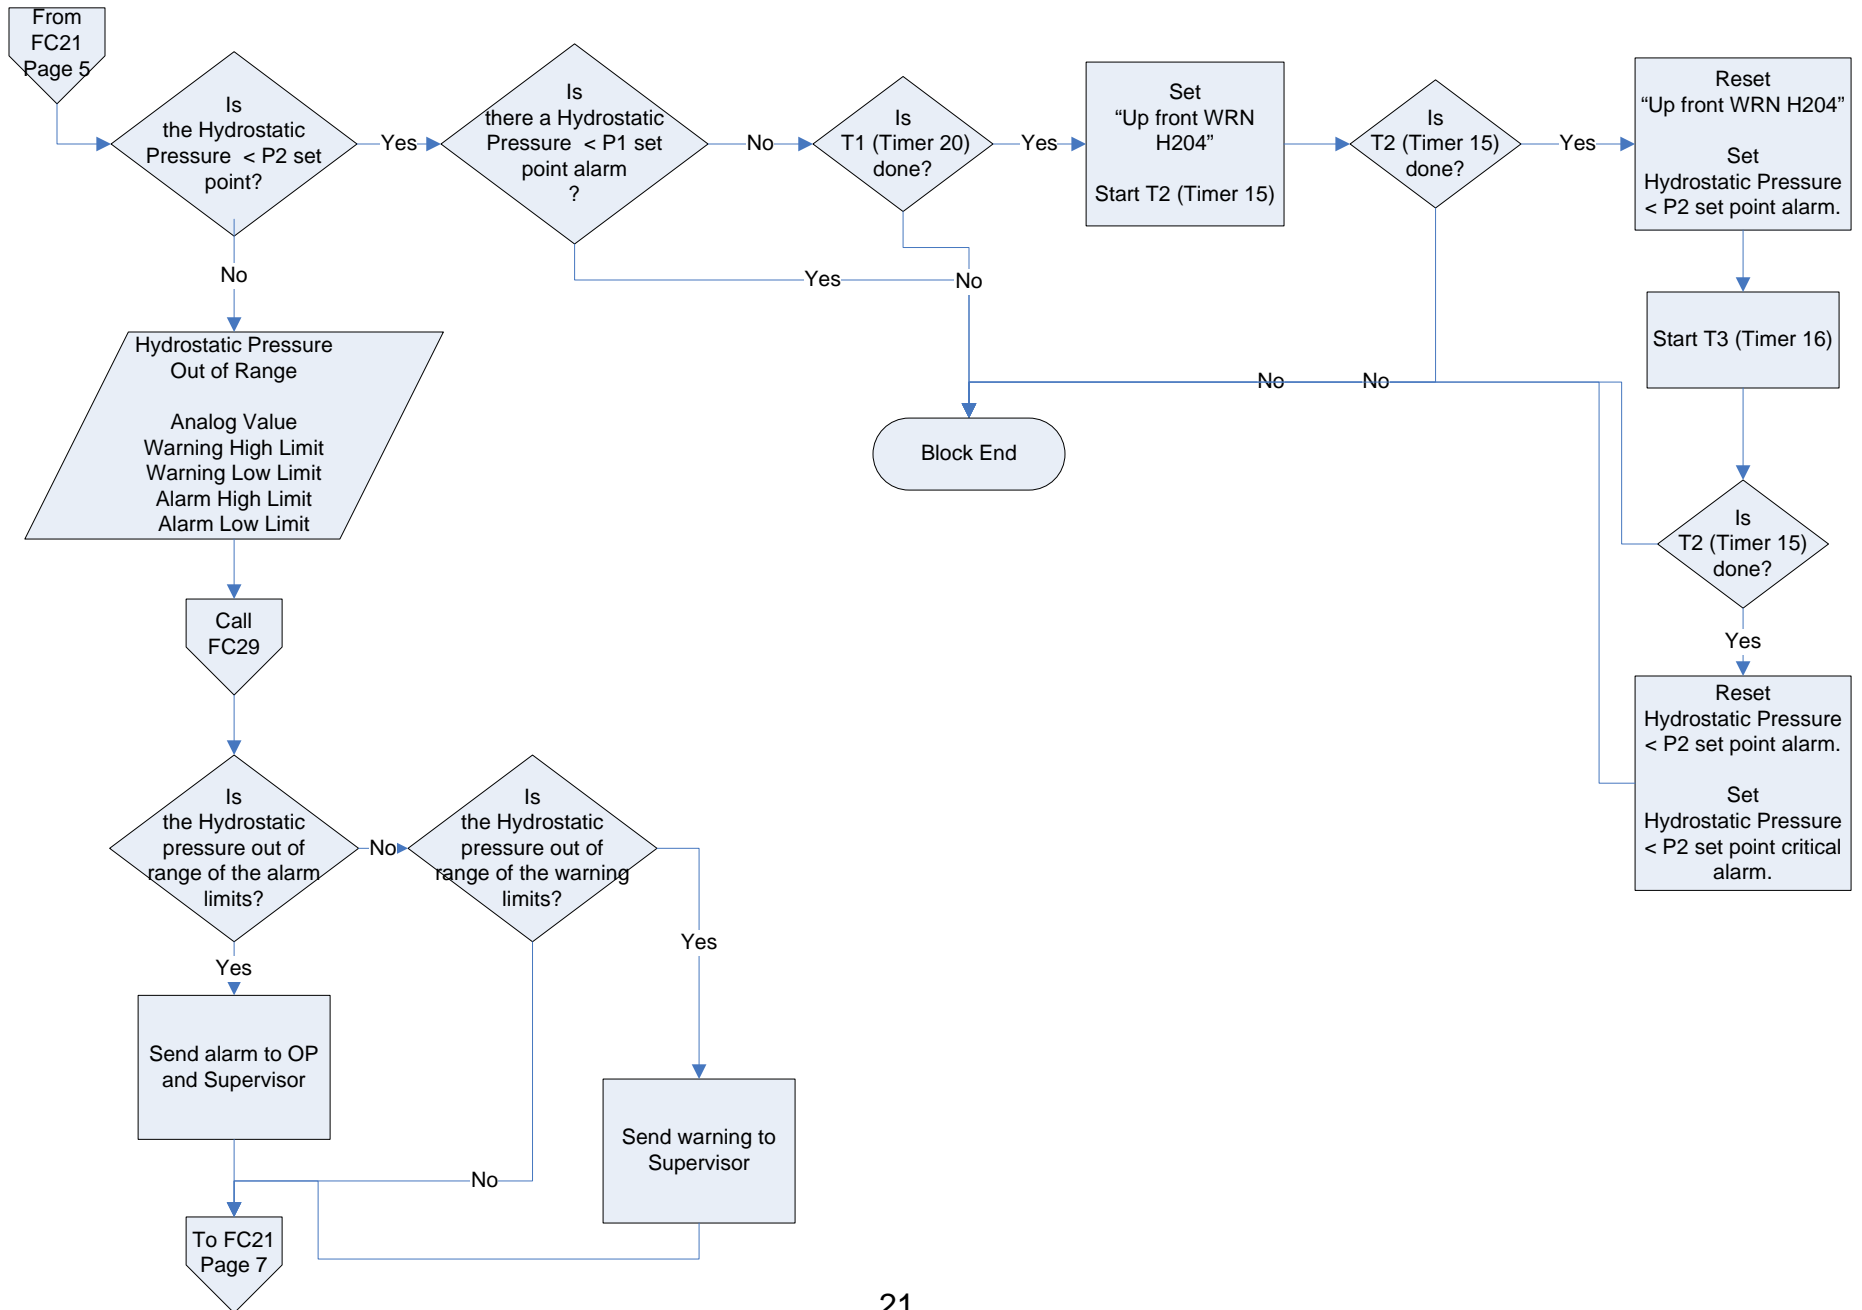 From
FC21
Page 5
Is
the Hydrostatic
Pressure < P2 set
point?
Yes
Is
there a Hydrostatic
Pressure < P1 set
point alarm
?
No
Is
T1 (Timer 20)
done?
Yes
Set
“Up front WRN
H204”
Start T2 (Timer 15)
Is
T2 (Timer 15)
done?
Yes
Reset
“Up front WRN H204”
Set
Hydrostatic Pressure
< P2 set point alarm.
No
Yes
No
Start T3 (Timer 16)
Hydrostatic Pressure
Out of Range
Analog Value
Warning High Limit
Warning Low Limit
Alarm High Limit
Alarm Low Limit
No
No
Block End
Is
T2 (Timer 15)
done?
Yes
Call
FC29
Reset
Hydrostatic Pressure
< P2 set point alarm.
Set
Hydrostatic Pressure
< P2 set point critical
alarm.
Is
the Hydrostatic
pressure out of
range of the alarm
limits?
No
Is
the Hydrostatic
pressure out of
range of the warning
limits?
Yes
Yes
Send alarm to OP
and Supervisor
Send warning to
Supervisor
No
To FC21
Page 7
21